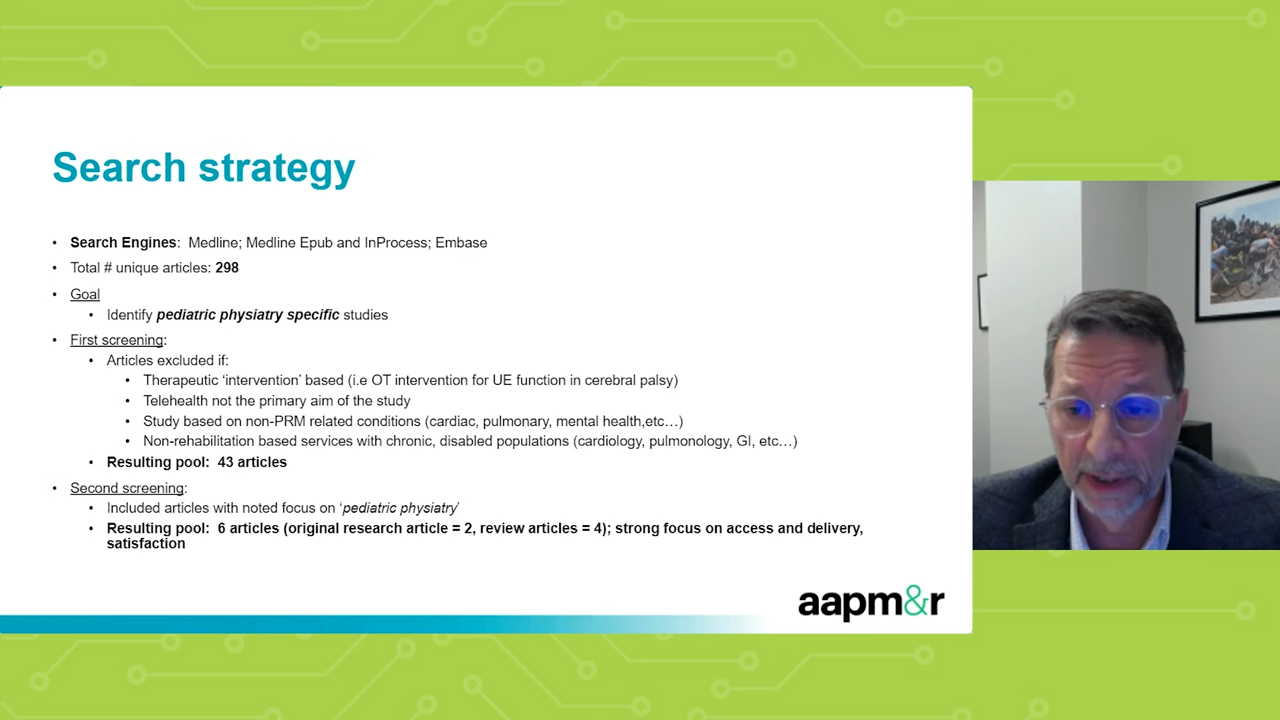 Search strategy
• Search Engines: Medline; Medline Epub and InProcess; Embase
• Total # unique articles: 298
• Goal
• Identify pediatric physiatry specific studies
• First screening:
• Articles excluded if:
• Therapeutic ‘intervention’ based (i.e OT intervention for UE function in cerebral palsy)
• Telehealth not the primary aim of the study
• Study based on non-PRM related conditions (cardiac, pulmonary, mental health,etc…)
• Non-rehabilitation based services with chronic, disabled populations (cardiology, pulmonology, GI, etc…)
• Resulting pool: 43 articles
• Second screening:
• Included articles with noted focus on ‘pediatric physiatry’
• Resulting pool: 6 articles (original research article = 2, review articles = 4); strong focus on access and delivery,
satisfaction
aapm&r